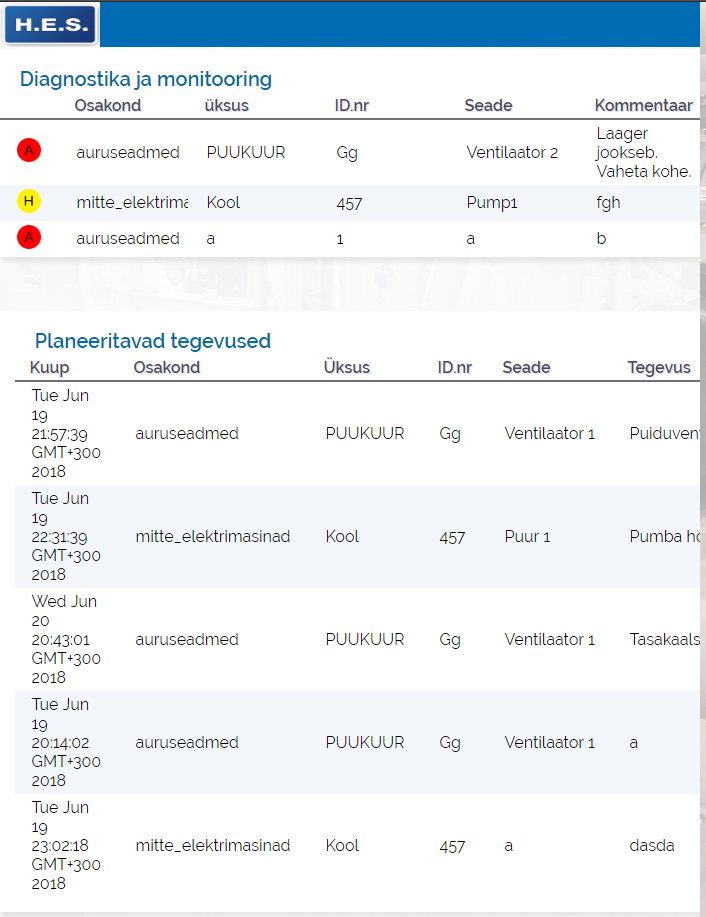 H.E.S.
Diagnostika ja monitooring
Osakond üksus ID.nr Seade Kommentaar
A auruseadmed PUUKUUR Gg Ventilaator 2 Laager
jookseb.
Vaheta kohe.
H mitte_elektrima Kool 457 Pump1 fgh
A auruseadmed a 1 a b
Planeeritavad tegevused
Kuup Osakond Üksus ID.nr Seade Tegevus
Tue Jun
19
21:57:39 auruseadmed PUUKUUR Gg Ventilaator 1 Puiduven
GMT+300
2018
Tue Jun
19
22:31:39 mitte_elektrimasinad Kool 457 Puur 1 Pumba ho
GMT+300
2018
Wed Jun
20
20:43:01 auruseadmed PUUKUUR Gg Ventilaator 1 Tasakaals
GMT+300
2018
Tue Jun
19
20:14:02 auruseadmed PUUKUUR Gg Ventilaator 1 a
GMT+300
2018
Tue Jun
19
23:02:18 mitte_elektrimasinad Kool 457 a dasda
GMT+300
2018